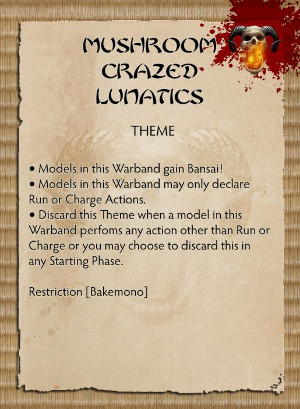 MUSHROOM
CRAZED
LUNATICS
THEME
• Models in this Warband gain Bansai!
• Models in this Warband may only declare
Run or Charge Actions.
• Discard this Theme when a model in this
Warband perfoms any action other than Run or
Charge or you may choose to discard this in
any Starting Phase.
Restriction [Bakemono]